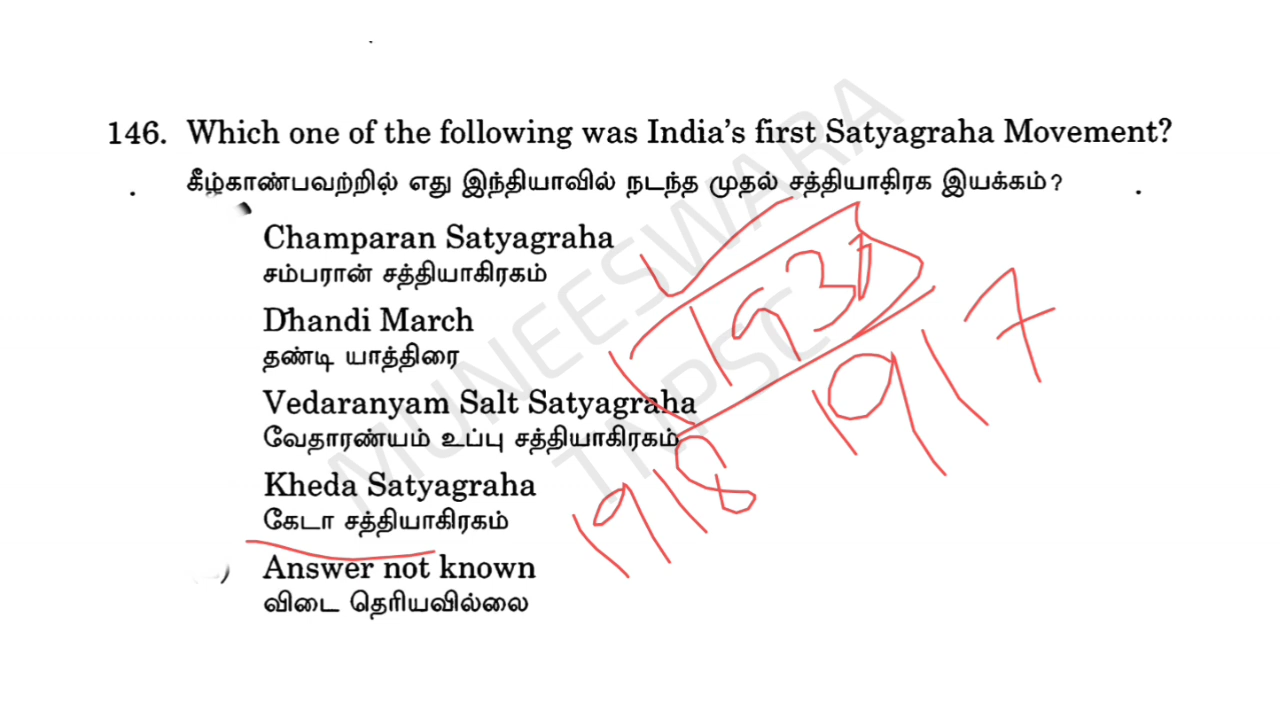 146. Which one of the following was India's first Satyagraha Movement?
கீழ்காண்பவற்றில் எது இந்தியாவில் நடந்த முதல் சத்தியாதிரக இயக்கம்?
Champaran Satyagraha
சம்பரான் சத்தியாகிரகம்
Dhandi March
தண்டி யாத்திரை
Vedaranyam Salt Satyagraha
வேதாரண்யம் உப்பு சத்தியாகிரகம்
Kheda Satyagraha
கேடா சத்தியாகிரகம்
Answer not known
விடை தெரியவில்லை
1930
1917
1918
MUNEESWARA
TNPSC